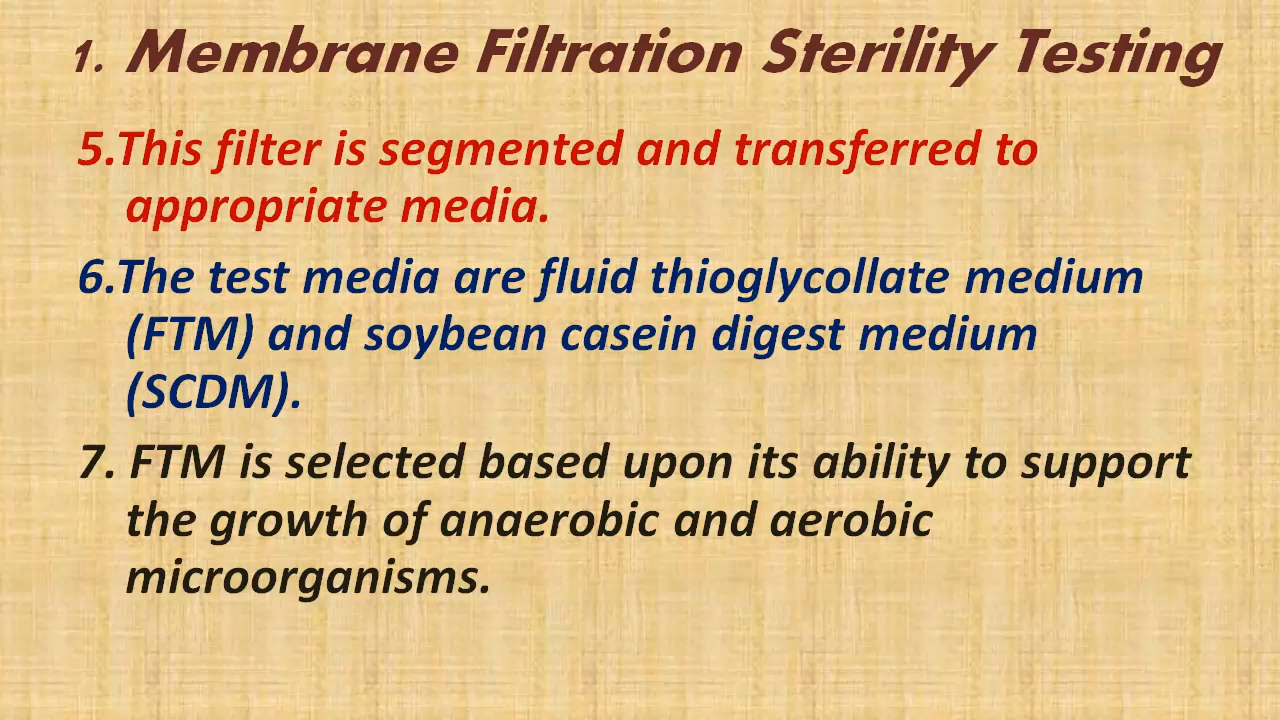 1. Membrane Filtration Sterility Testing
5.This filter is segmented and transferred to
appropriate media.
6.The test media are fluid thioglycollate medium
(FTM) and soybean casein digest medium
(SCDM).
7. FTM is selected based upon its ability to support
the growth of anaerobic and aerobic
microorganisms.